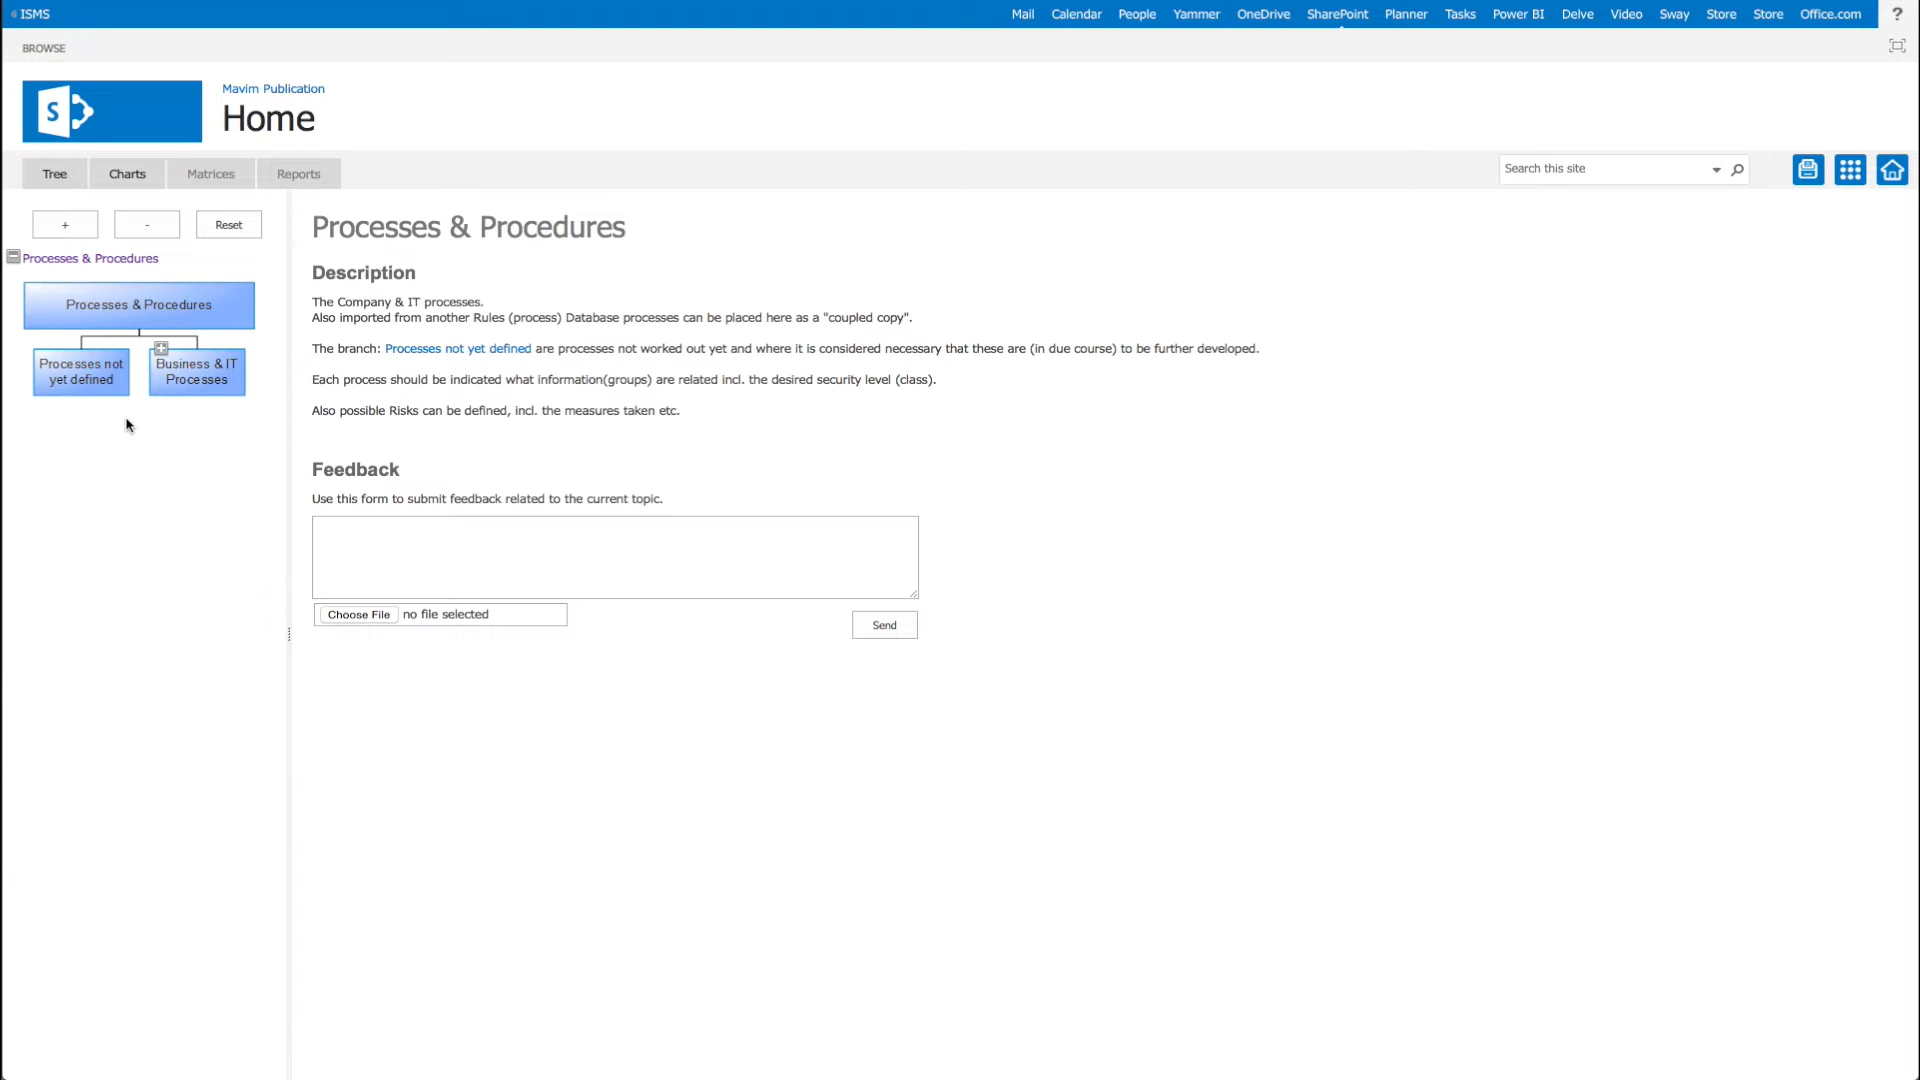 ISMS
Mail Calendar People Yammer OneDrive SharePoint Planner Tasks Power BI Delve Video Sway Store Store Office.com ?
BROWSE
S
Mavim Publication
Home
Tree Charts Matrices Reports
Search this site
+ - Reset
Processes & Procedures
Processes & Procedures
Processes not
yet defined
Business & IT
Processes
Processes & Procedures
Description
The Company & IT processes.
Also imported from another Rules (process) Database processes can be placed here as a "coupled copy".
The branch: Processes not yet defined are processes not worked out yet and where it is considered necessary that these are (in due course) to be further developed.
Each process should be indicated what information(groups) are related incl. the desired security level (class).
Also possible Risks can be defined, incl. the measures taken etc.
Feedback
Use this form to submit feedback related to the current topic.
Choose File no file selected
Send